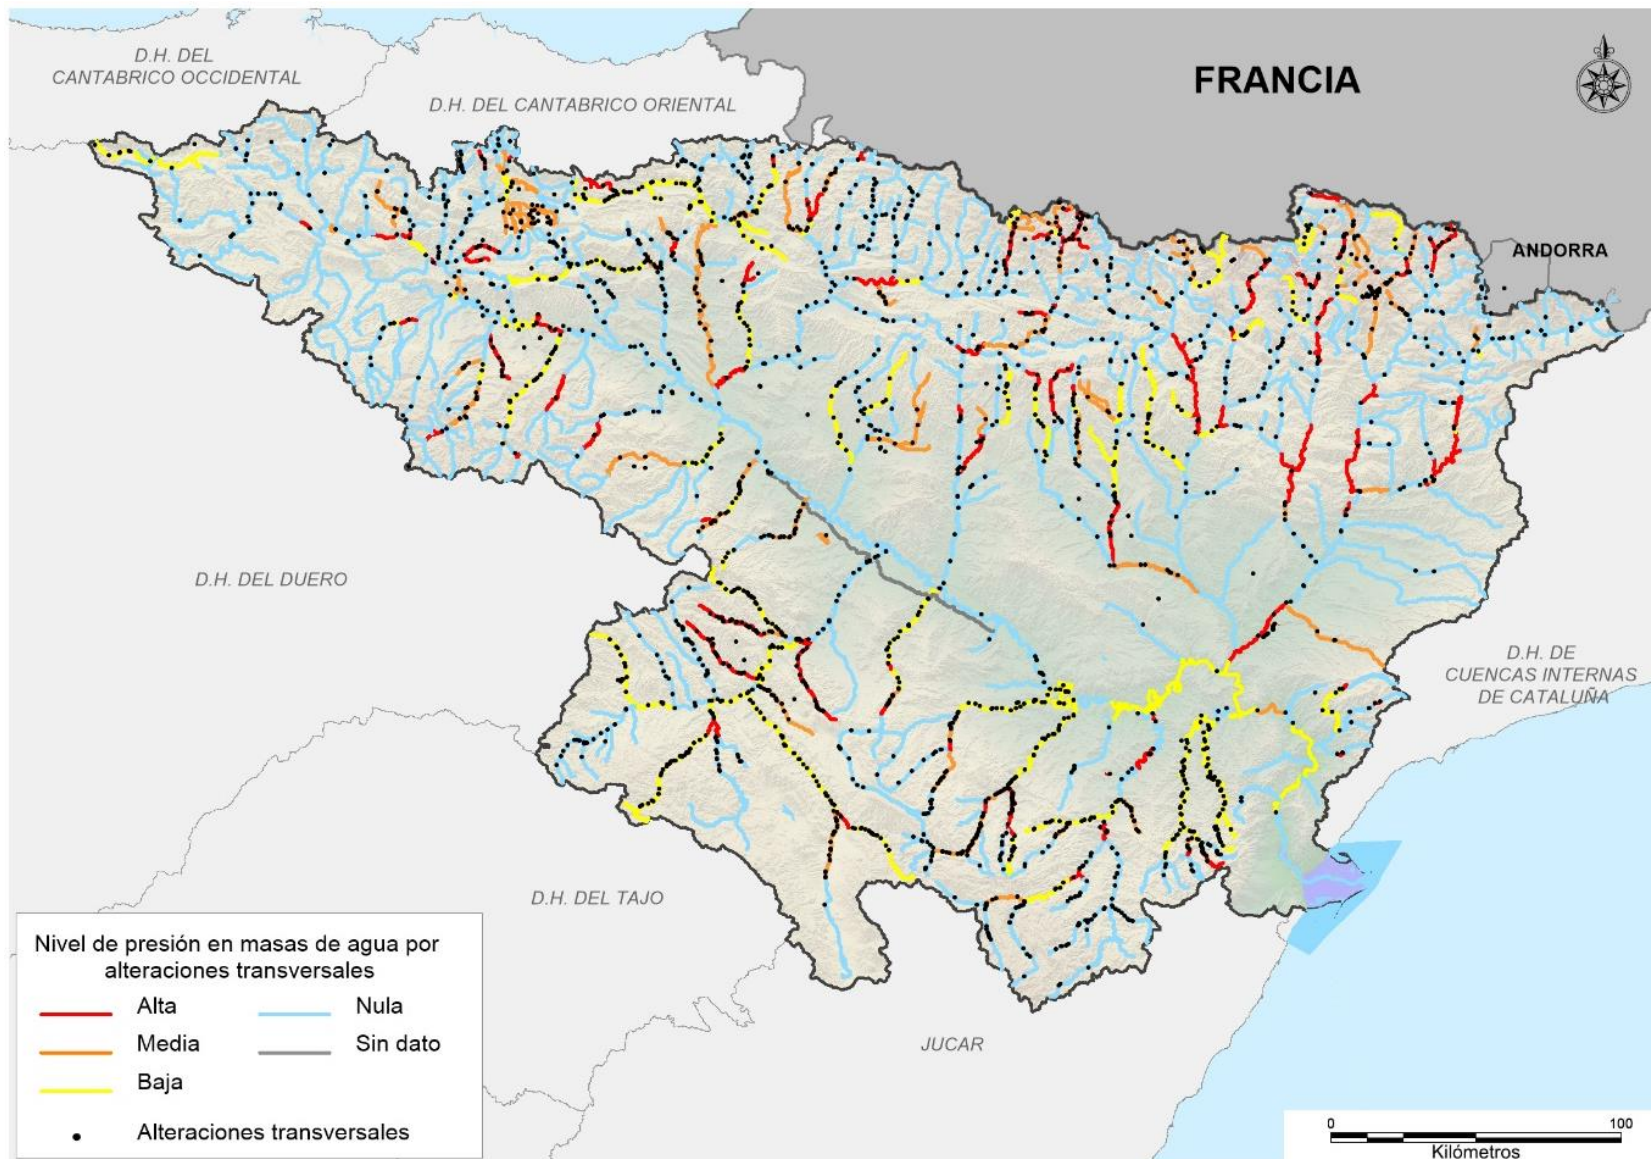 D.H. DEL
CANTABRICO OCCIDENTAL
D.H. DEL CANTABRICO ORIENTAL
FRANCIA
ANDORRA
D.H. DEL DUERO
D.H. DE
CUENCAS INTERNAS
DE CATALUÑA
D.H. DEL TAJO
JUCAR
Nivel de presión en masas de agua por
alteraciones transversales
Alta
Nula
Media
Sin dato
Baja
Alteraciones transversales
0 100
Kilómetros